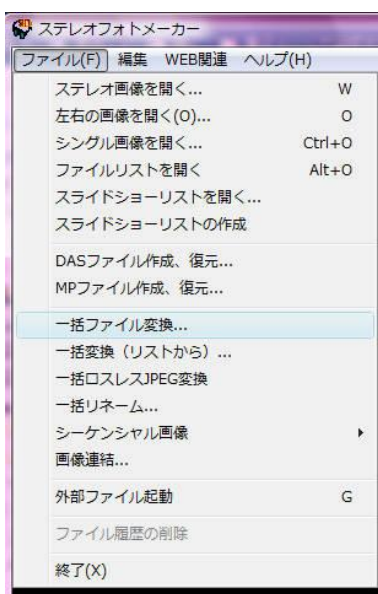 ステレオフォトメーカー
ファイル(F) 編集 WEB関連 ヘルプ(H)
ステレオ画像を開く... W
左右の画像を開く(O)... O
シングル画像を開く... Ctrl+O
ファイルリストを開く Alt+O
スライドショーリストを開く...
スライドショーリストの作成
DASファイル作成、復元...
MPファイル作成、復元...
一括ファイル変換...
一括変換（リストから）...
一括ロスレスJPEG変換
一括リネーム...
シーケンシャル画像
画像連結...
外部ファイル起動 G
ファイル履歴の削除
終了(X)